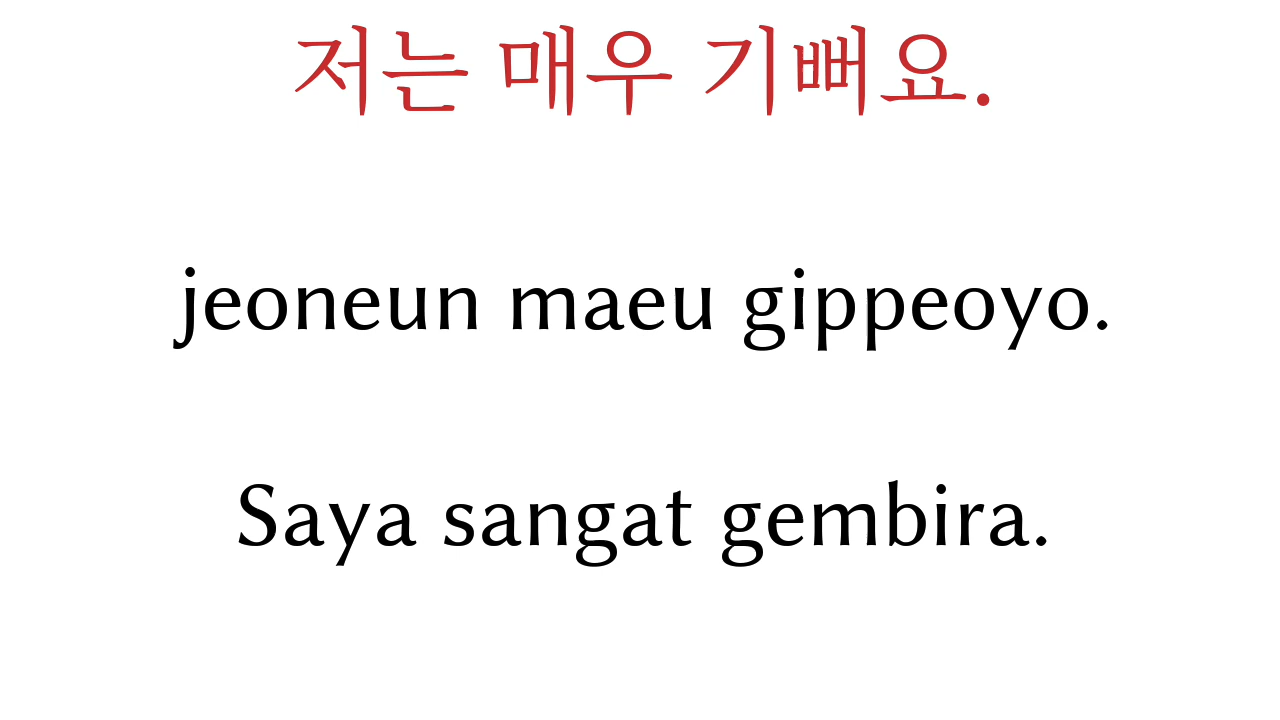 저는 매우 기뻐요.
jeoneun maeu gippeoyo.
Saya sangat gembira.